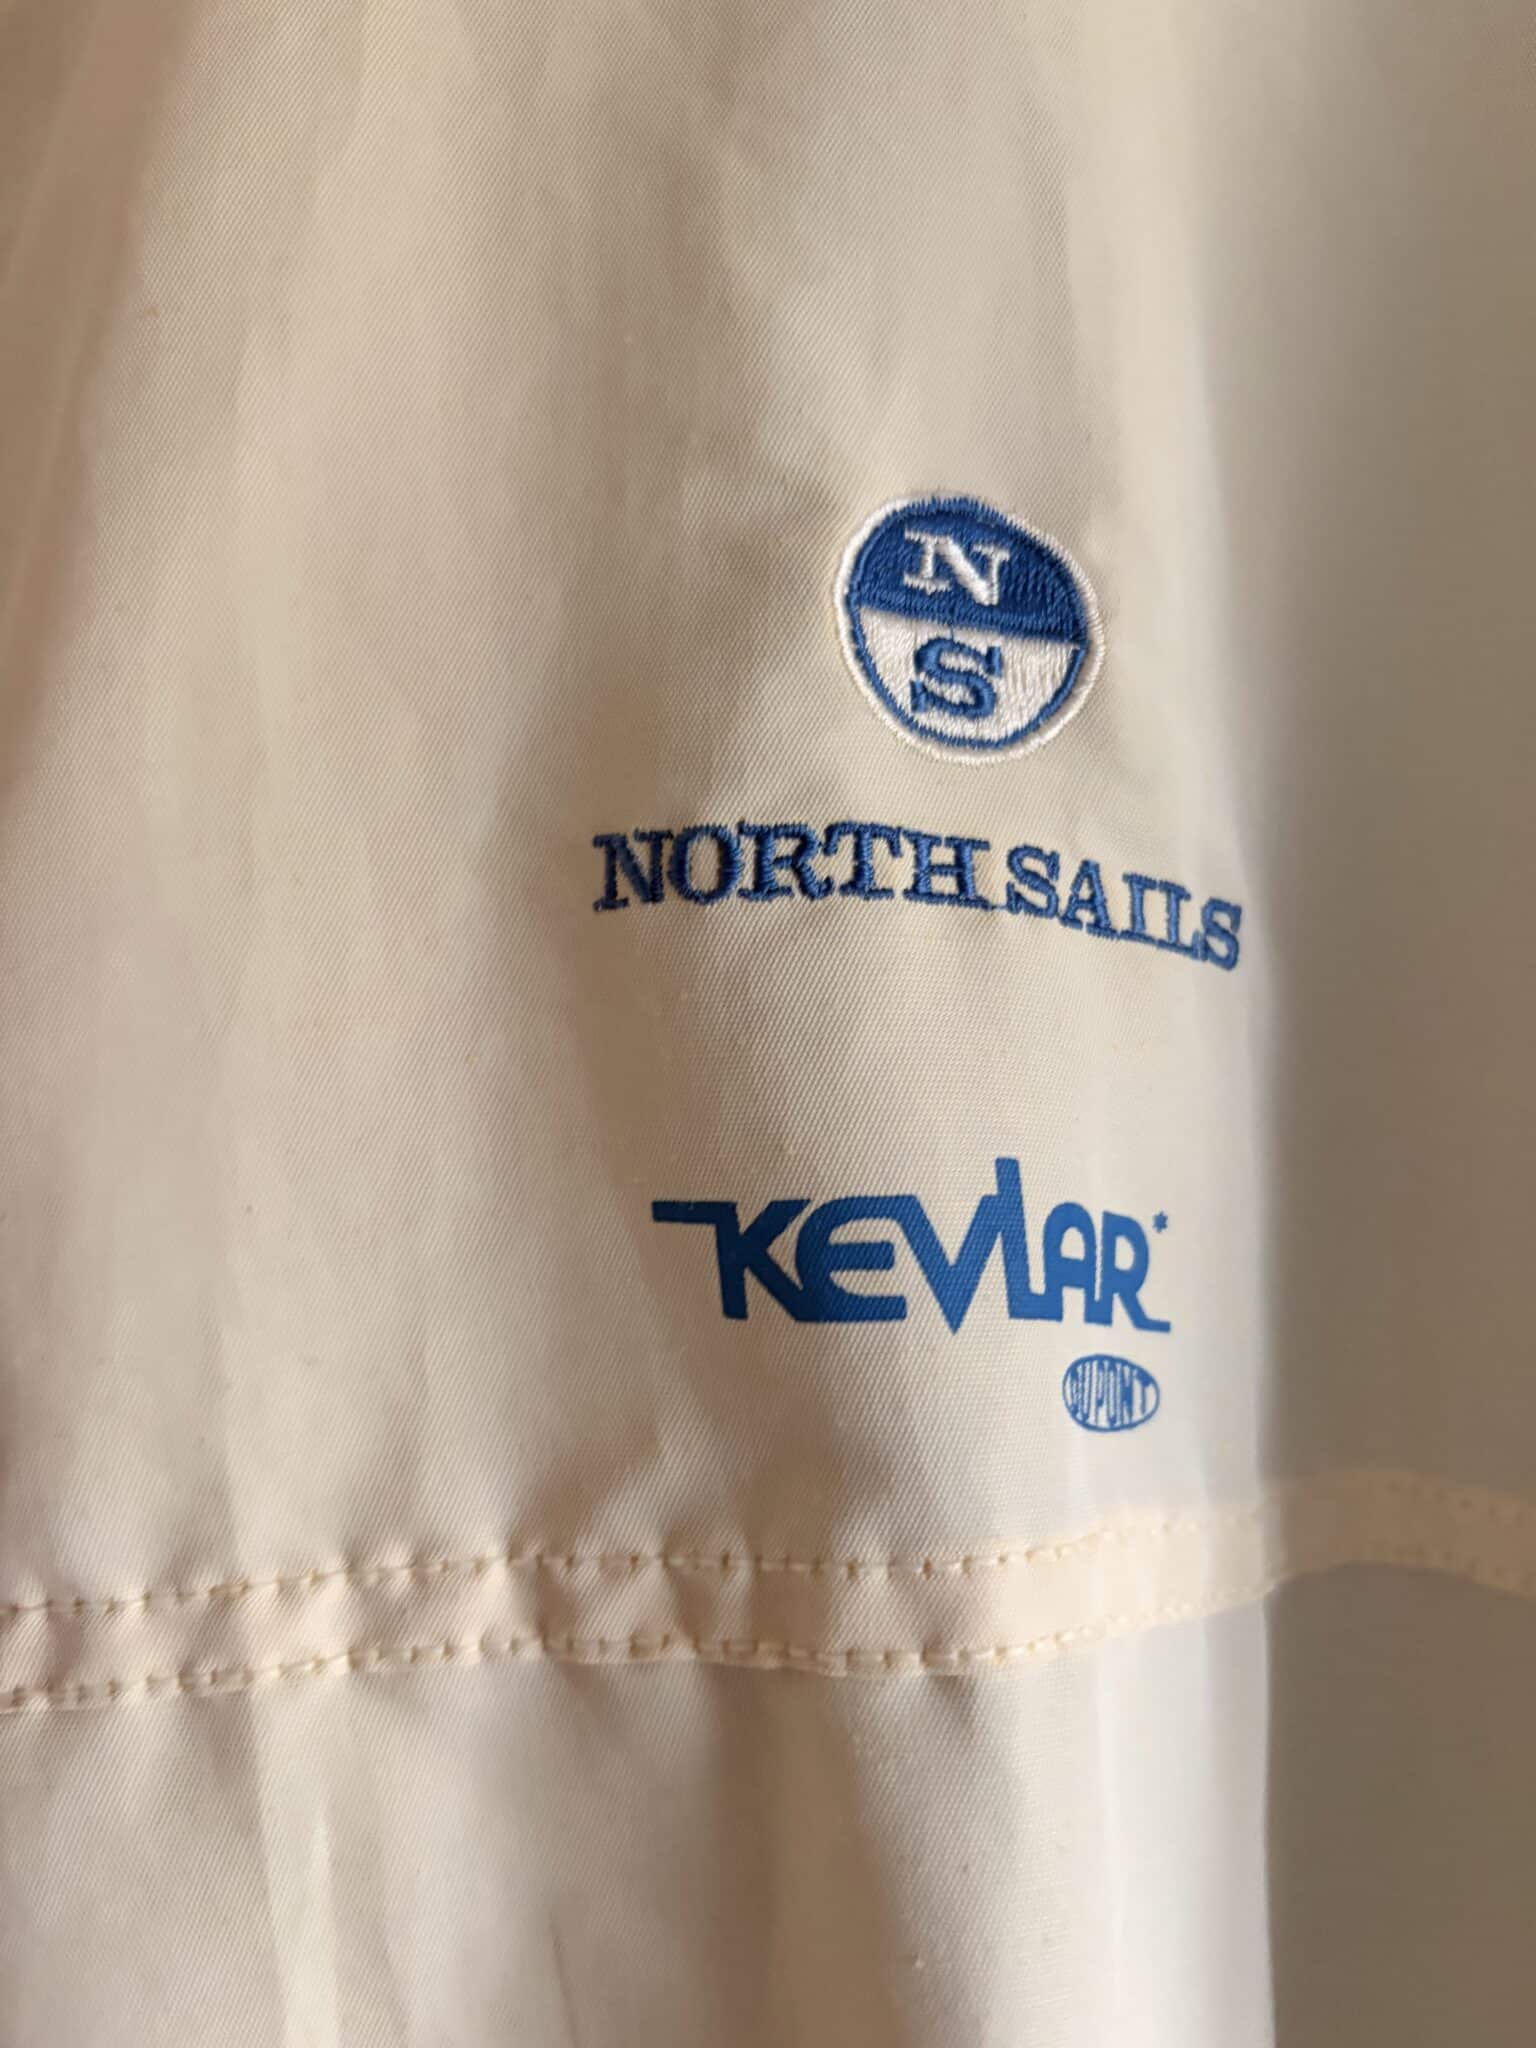 N
S
NORTH SAILS
KEVLAR*
DUPONT